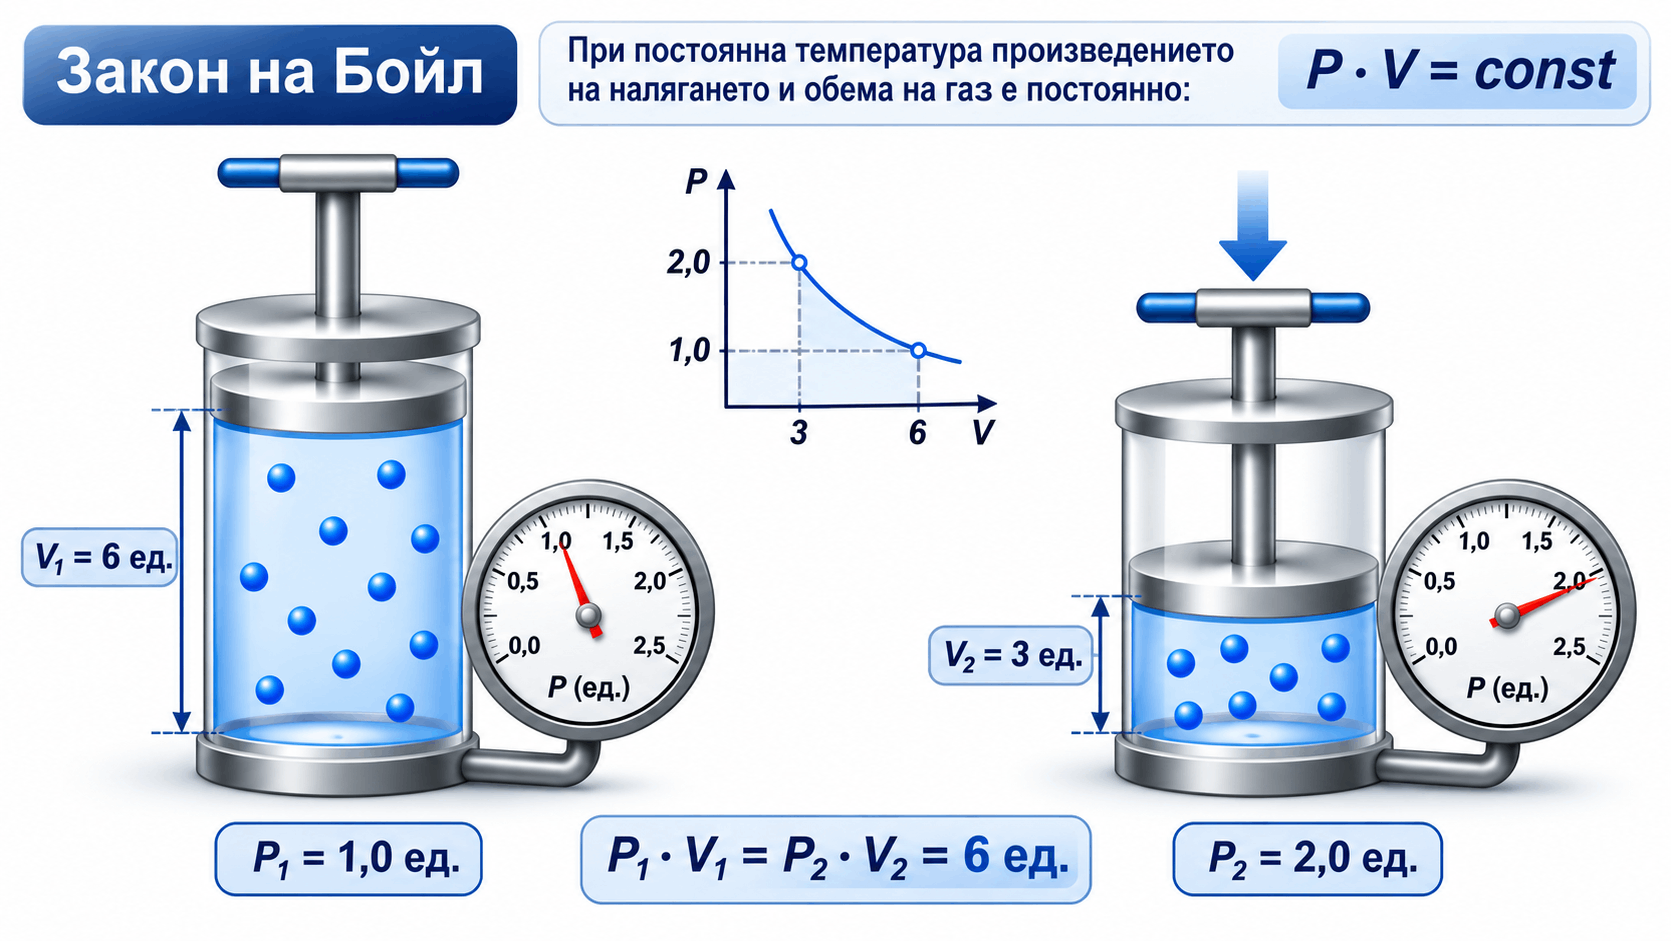 Закон на Бойл
При постоянна температура произведението
на налягането и обема на газ е постоянно:
P · V = const
P
2,0
1,0
3
6
V
V₁ = 6 ед.
0,0
0,5
1,0
1,5
2,0
2,5
P (ед.)
V₂ = 3 ед.
0,0
0,5
1,0
1,5
2,0
2,5
P (ед.)
P₁ = 1,0 ед.
P₁ · V₁ = P₂ · V₂ = 6 ед.
P₂ = 2,0 ед.